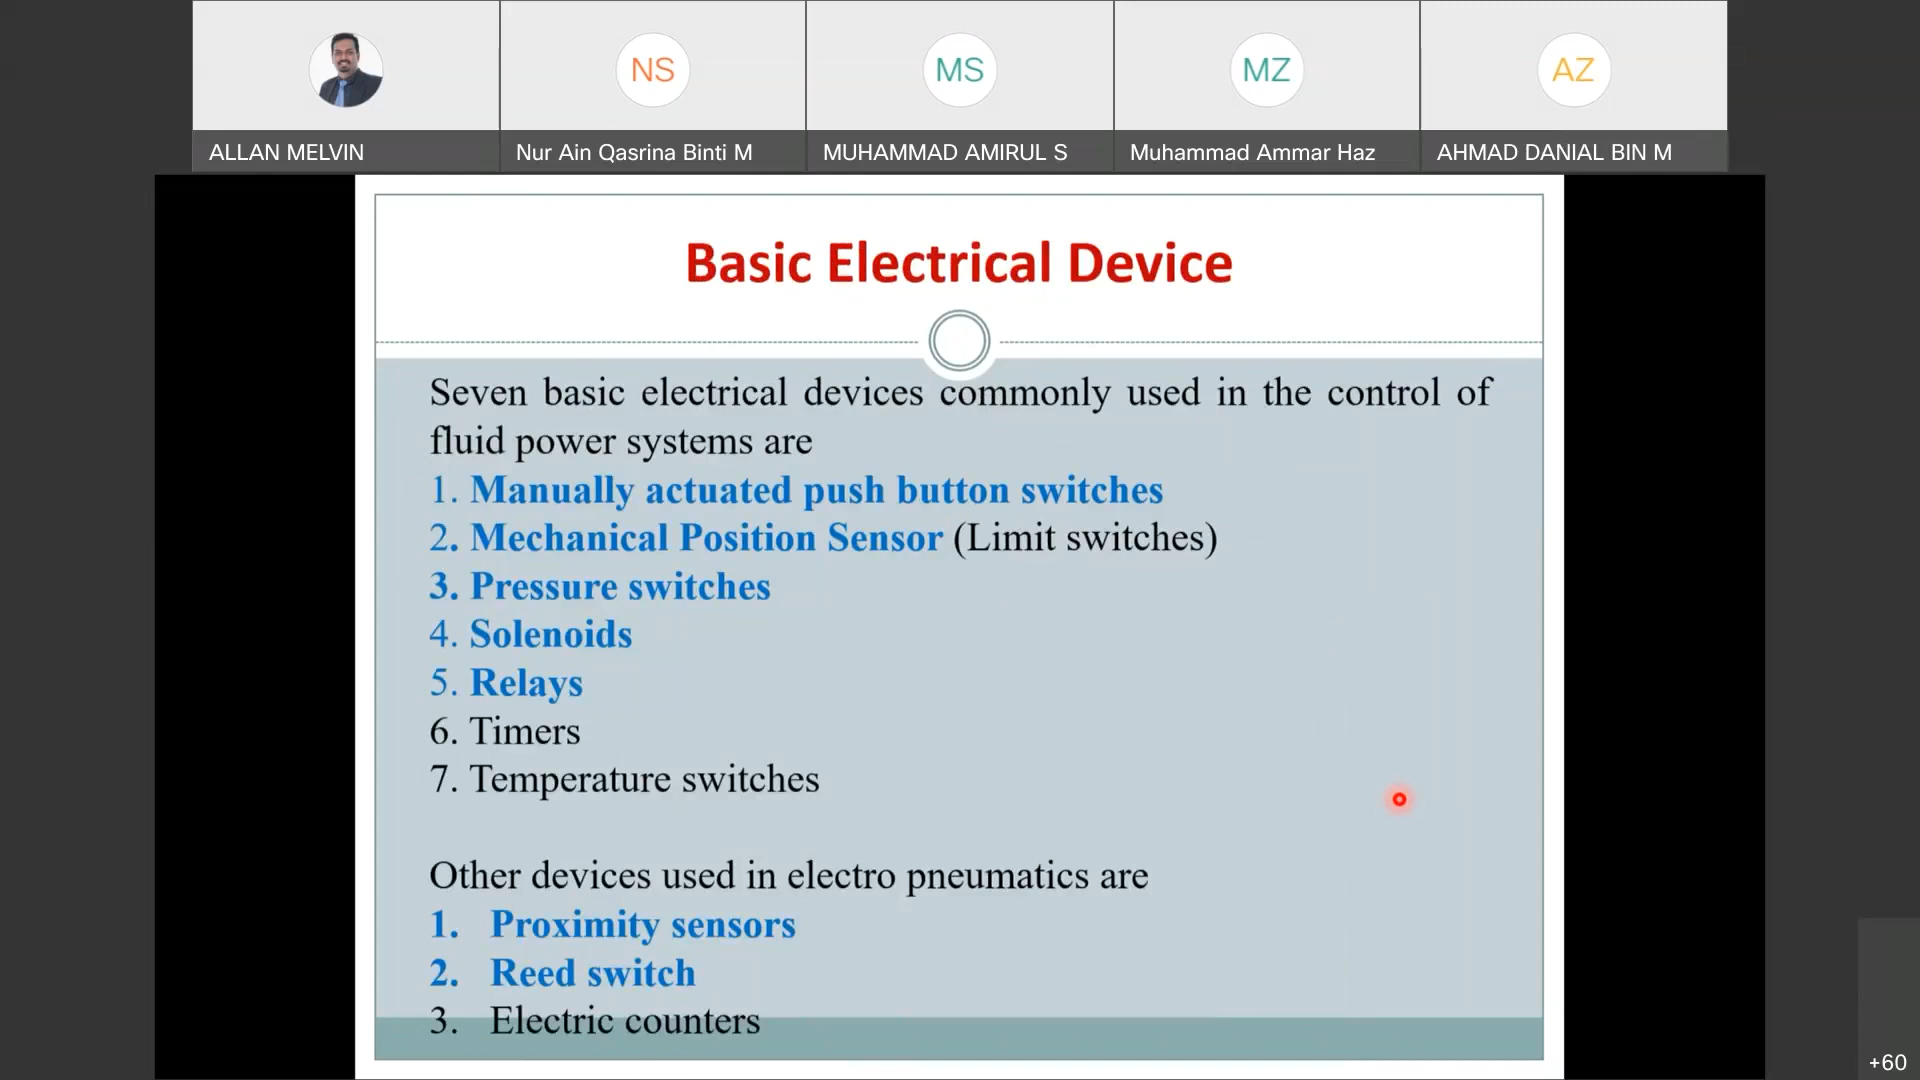 NS
MS
MZ
AZ
ALLAN MELVIN
Nur Ain Qasrina Binti M
MUHAMMAD AMIRUL S
Muhammad Ammar Haz
AHMAD DANIAL BIN M
Basic Electrical Device
Seven basic electrical devices commonly used in the control of
fluid power systems are
1. Manually actuated push button switches
2. Mechanical Position Sensor (Limit switches)
3. Pressure switches
4. Solenoids
5. Relays
6. Timers
7. Temperature switches
Other devices used in electro pneumatics are
1. Proximity sensors
2. Reed switch
3. Electric counters
+60